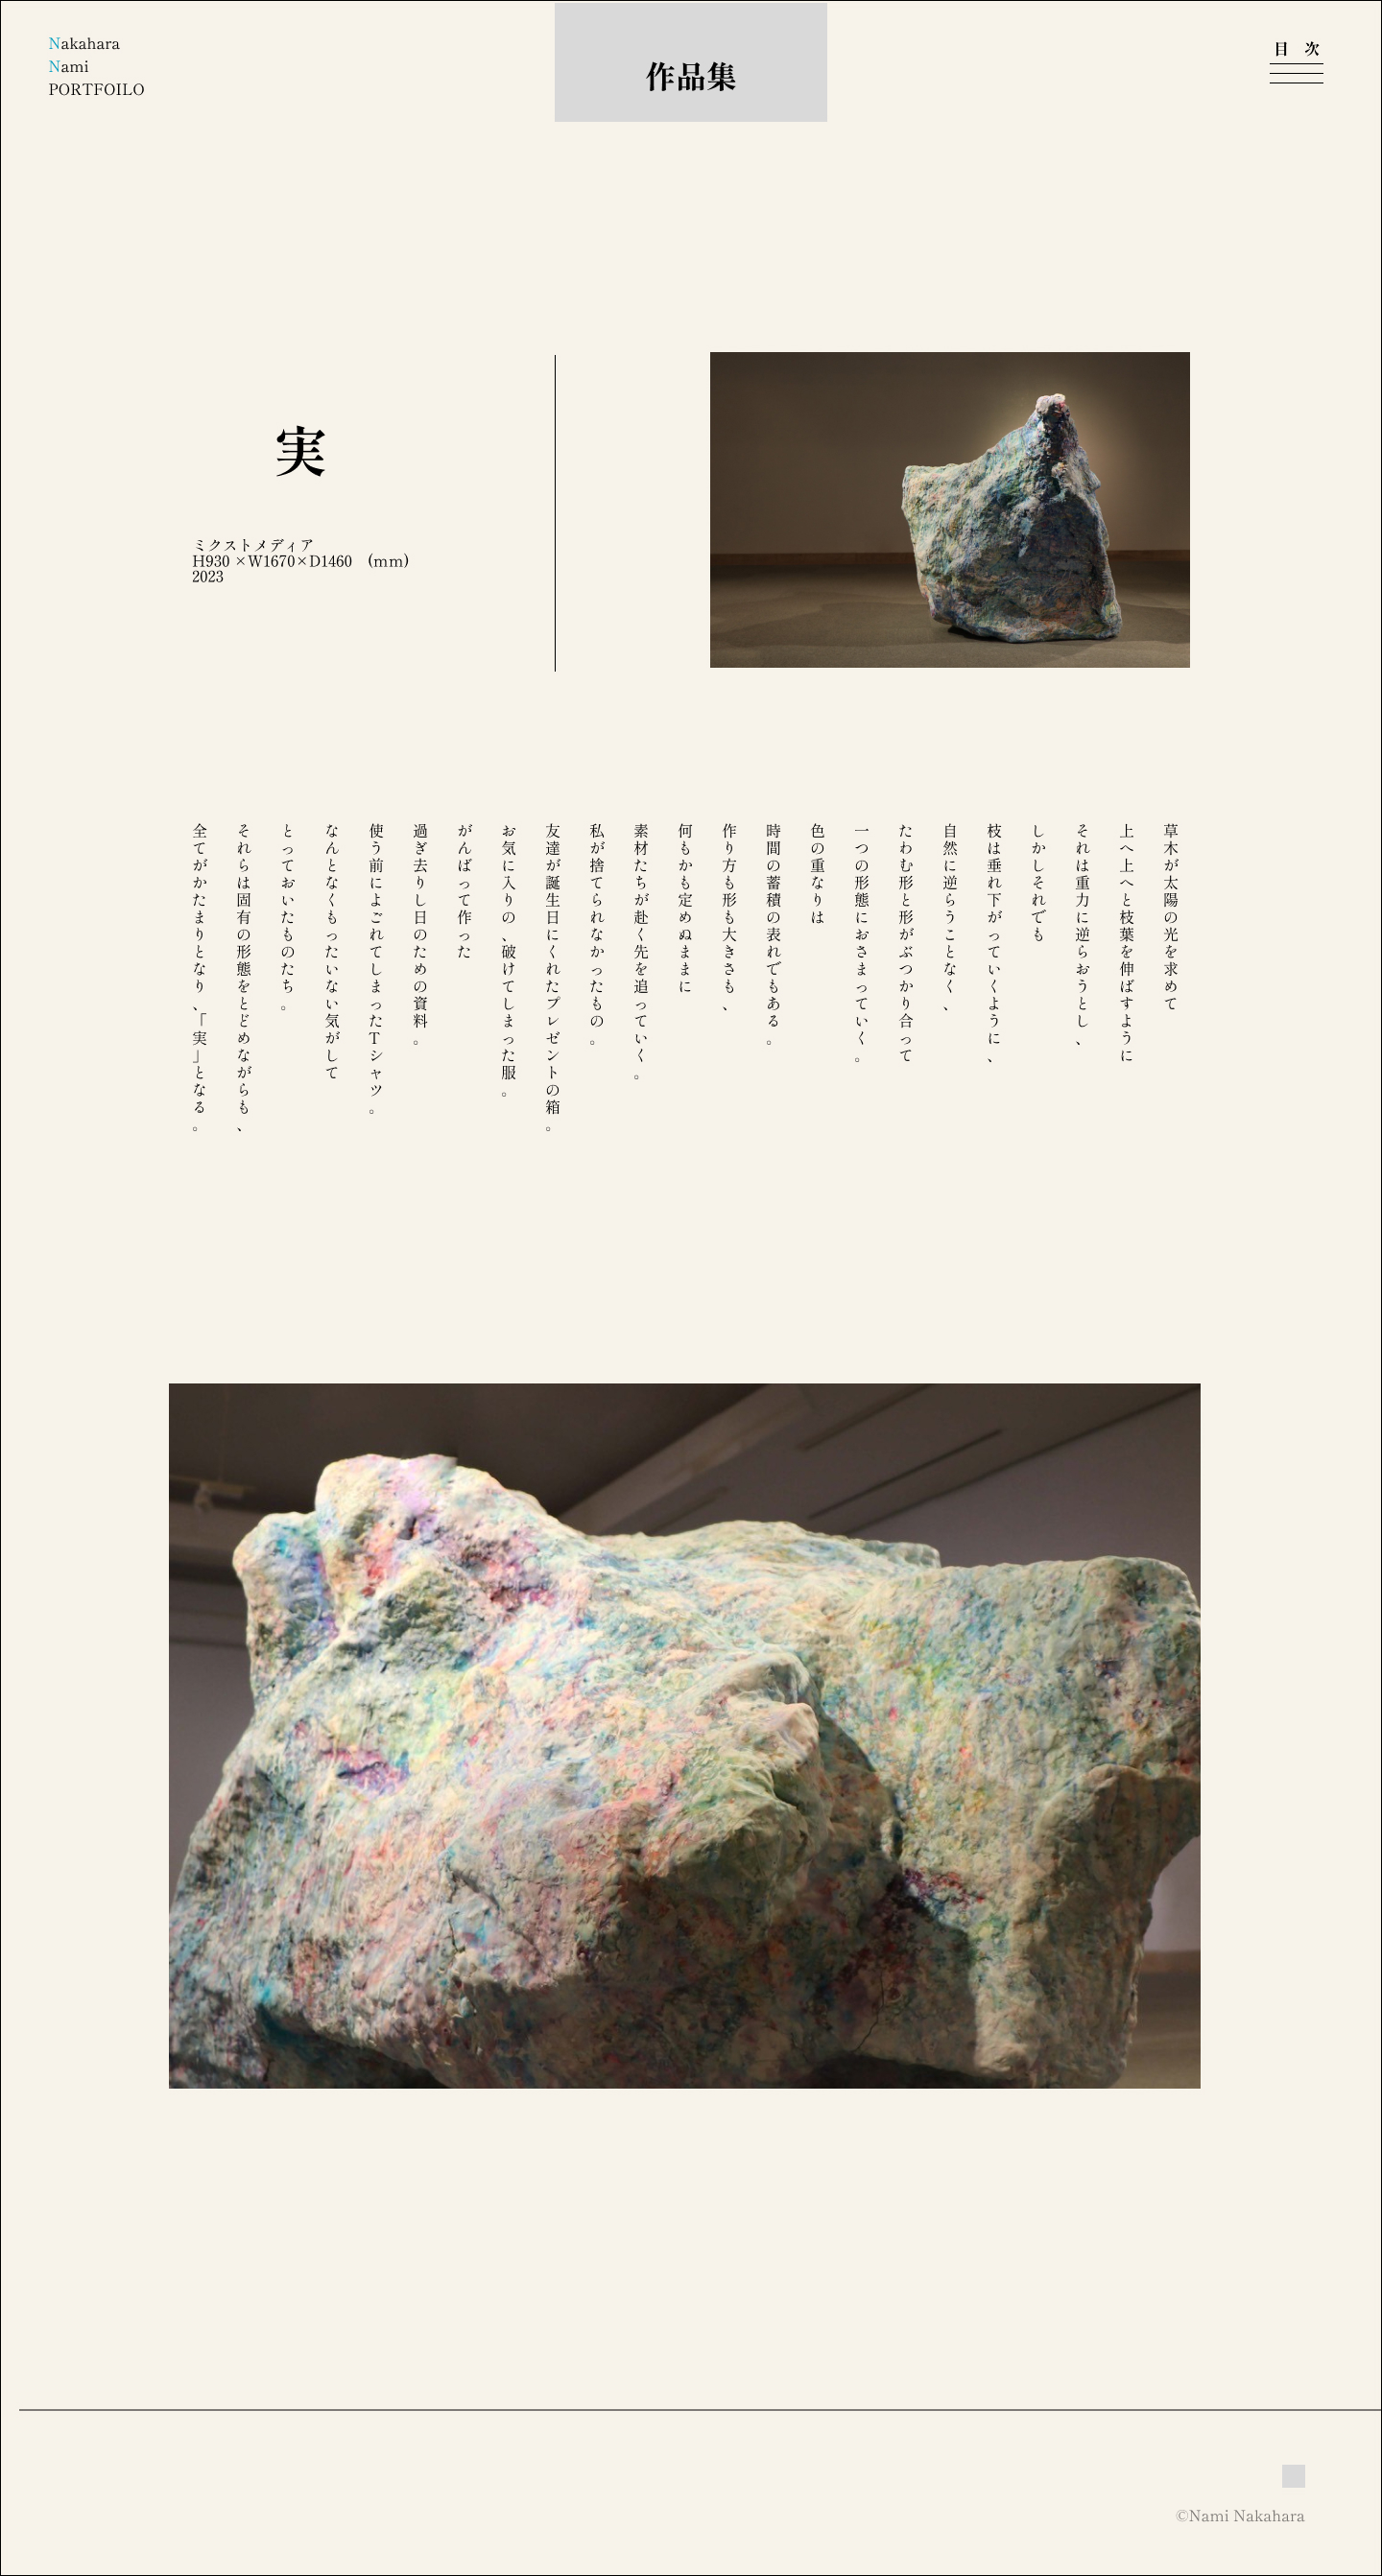 Nakahara
Nami
PORTFOILO
作品集
目 次
実
ミクストメディア
H930 ×W1670×D1460 (mm)
2023
草木が太陽の光を求めて
上へ上へと枝葉を伸ばすように
それは重力に逆らおうとし、
しかしそれでも
枝は垂れ下がっていくように、
自然に逆らうことなく、
たわむ形と形がぶつかり合って
一つの形態におさまっていく。
色の重なりは
時間の蓄積の表れでもある。
作り方も形も大きさも、
何もかも定めぬままに
素材たちが赴く先を追っていく。
私が捨てられなかったもの。
友達が誕生日にくれたプレゼントの箱。
お気に入りの、破けてしまった服。
がんばって作った
過ぎ去りし日のための資料。
使う前によごれてしまったTシャツ。
なんとなくもったいない気がして
とっておいたものたち。
それらは固有の形態をとどめながらも、
全てがかたまりとなり、「実」となる。
©Nami Nakahara